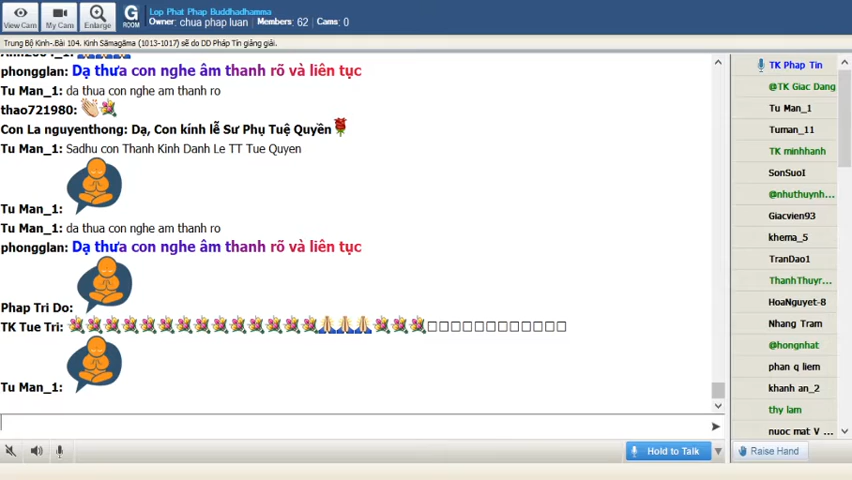 View Cam
My Cam
Enlarge
G
ROOM
Lop Phat Phap Buddhadhamma
Owner: chua phap luan Members: 62 Cams: 0
Trung Bộ Kinh-.Bài 104. Kinh Sāmagāma (1013-1017) sẽ do DD Pháp Tín giảng giải.
phongglan: Dạ thưa con nghe âm thanh rõ và liên tục
Tu Man_1: da thua con nghe am thanh ro
thao721980:
Con La nguyenthong: Dạ, Con kính lễ Sư Phụ Tuệ Quyền
Tu Man_1: Sadhu con Thanh Kinh Danh Le TT Tue Quyen
Tu Man_1:
Tu Man_1: da thua con nghe am thanh ro
phongglan: Dạ thưa con nghe âm thanh rõ và liên tục
Phap Tri Do:
TK Tue Tri:
Tu Man_1:
TK Phap Tin
@TK Giac Dang
Tu Man_1
Tuman_11
TK minhhanh
SonSuoI
@nhuthuynh...
Giacvien93
khema_5
TranDao1
ThanhThuyr...
HoaNguyet-8
Nhang Tram
@hongnhat
phan q liem
khanh an_2
thy lam
nuoc mat V ...
Hold to Talk
Raise Hand